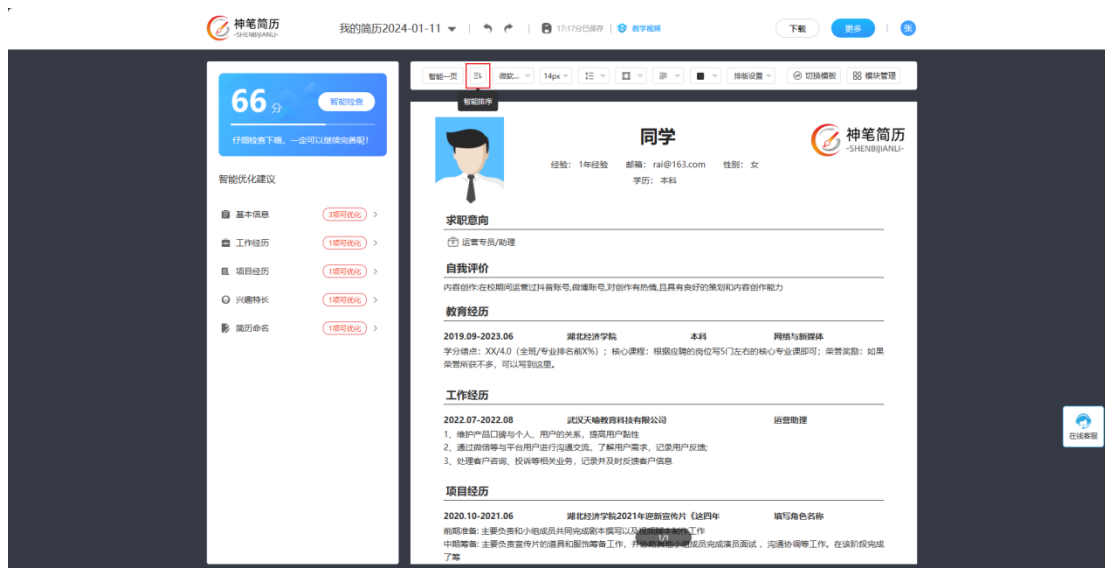 神笔简历
-SHENBIJIANLI-
我的简历2024-01-11
17:17分已保存
教学视频
下载
更多
张
66分
智能检查
仔细检查下哦，一定可以继续完善呢！
智能优化建议
基本信息 3项可优化
工作经历 1项可优化
项目经历 1项可优化
兴趣特长 1项可优化
简历命名 1项可优化
智能一页 微软... 14px 排版设置 切换模板 模块管理
智能排序
同学
神笔简历
-SHENBIJIANLI-
经验： 1年经验 邮箱： rai@163.com 性别： 女
学历： 本科
求职意向
运营专员/助理
自我评价
内容创作:在校期间运营过抖音账号,微博账号,对创作有热情,且具有良好的策划和内容创作能力
教育经历
2019.09-2023.06 湖北经济学院 本科 网络与新媒体
学分绩点：XX/4.0（全班/专业排名前X%）；核心课程：根据应聘的岗位写5门左右的核心专业课即可；荣誉奖励：如果
荣誉所获不多，可以写到这里。
工作经历
2022.07-2022.08 武汉天喻教育科技有限公司 运营助理
1、维护产品口碑与个人、用户的关系，提高用户黏性
2、通过微信等与平台用户进行沟通交流，了解用户需求，记录用户反馈;
3、处理客户咨询、投诉等相关业务，记录并及时反馈客户信息
项目经历
2020.10-2021.06 湖北经济学院2021年迎新宣传片《这四年 填写角色名称
前期准备: 主要负责和小组成员共同完成剧本撰写以及视频脚本制作工作
1/1
中期筹备: 主要负责宣传片的道具和服饰筹备工作，并协助其他小组成员完成演员面试，沟通协调等工作。在该阶段完成
了筹
在线客服